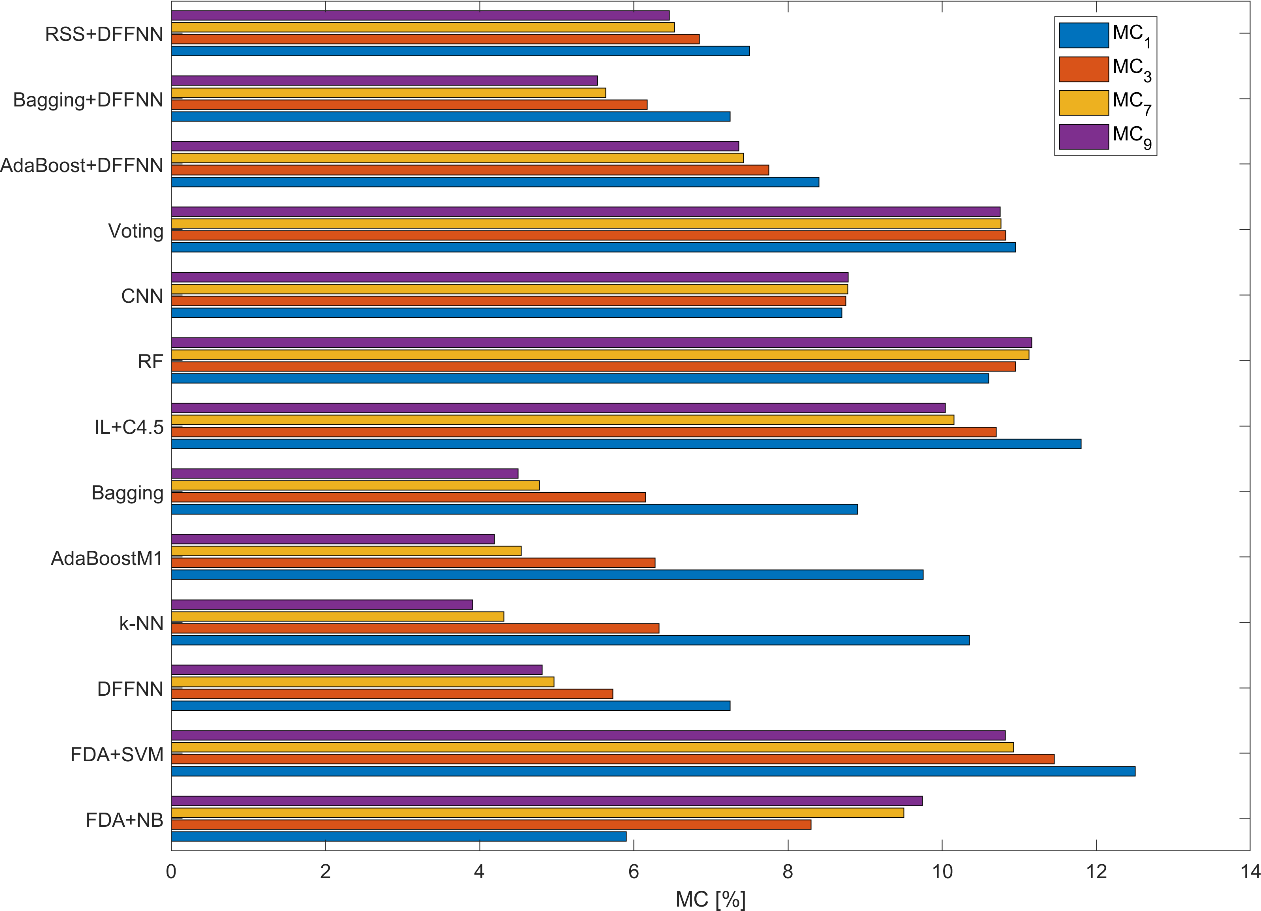 RSS+DFFNN
Bagging+DFFNN
AdaBoost+DFFNN
Voting
CNN
RF
IL+C4.5
Bagging
AdaBoostM1
k-NN
DFFNN
FDA+SVM
FDA+NB
MC₁
MC₃
MC₇
MC₉
0 2 4 6 8 10 12 14
MC [%]